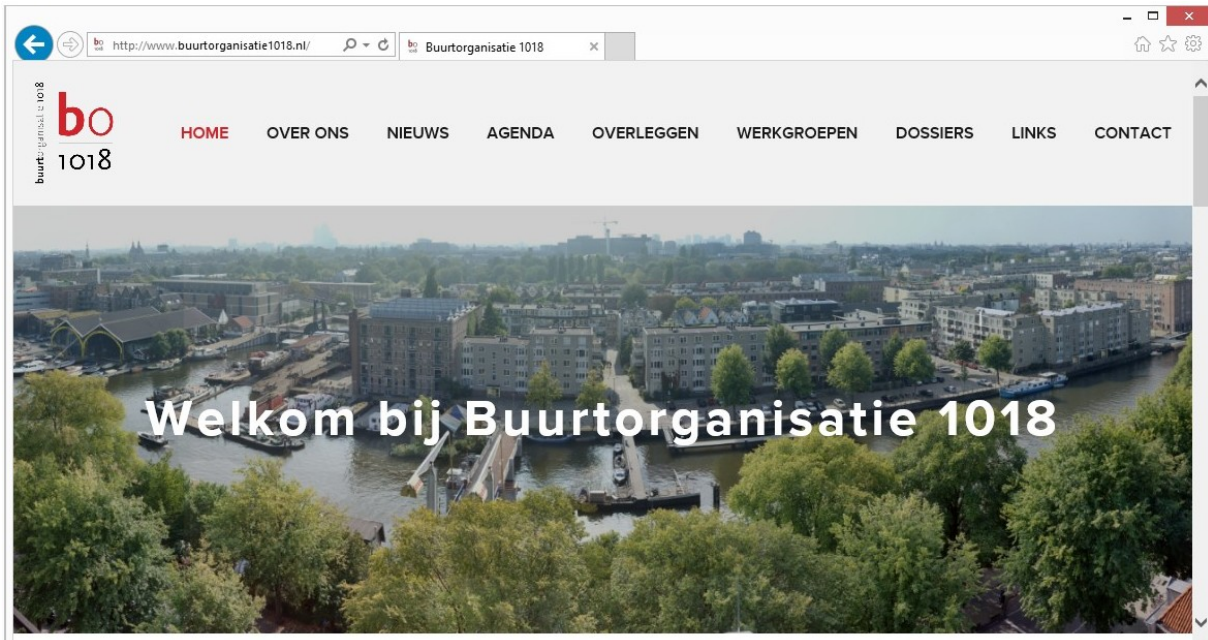 http://www.buurtorganisatie1018.nl/
Buurtorganisatie 1018
buurtorganisatie 1018
bo
1018
HOME OVER ONS NIEUWS AGENDA OVERLEGGEN WERKGROEPEN DOSSIERS LINKS CONTACT
Welkom bij Buurtorganisatie 1018